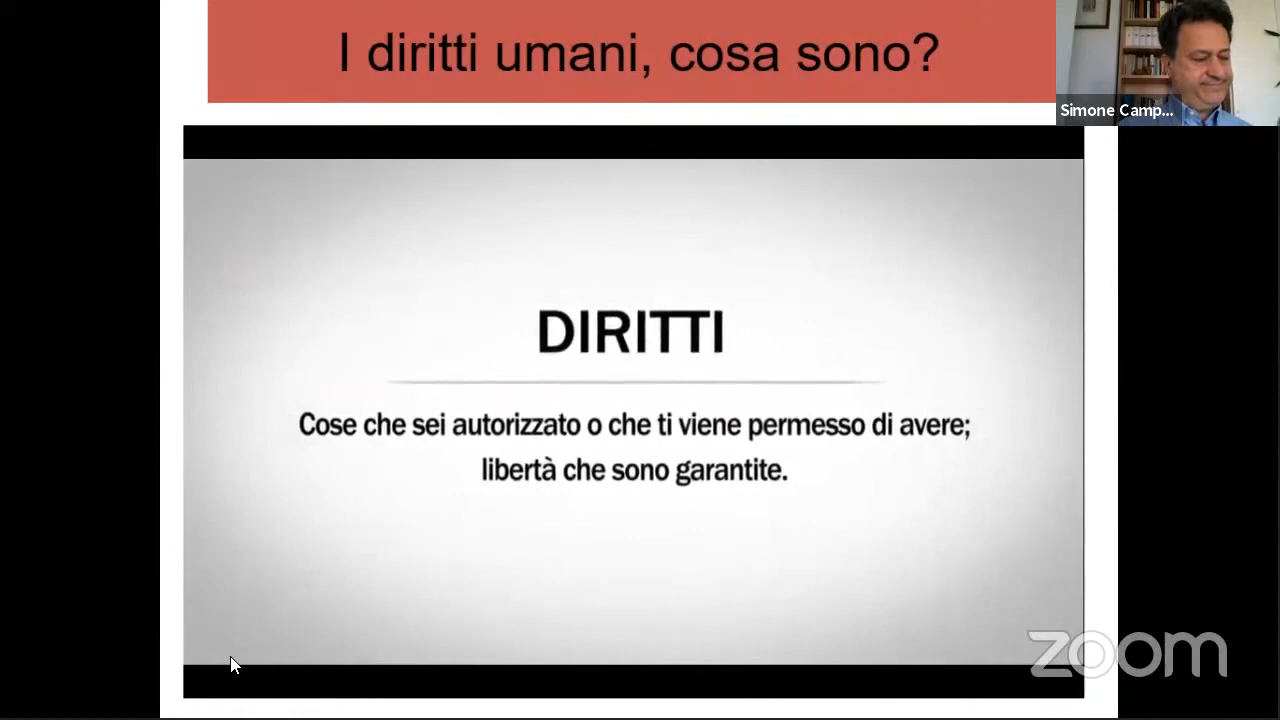 I diritti umani, cosa sono?
Simone Camp...
DIRITTI
Cose che sei autorizzato o che ti viene permesso di avere;
libertà che sono garantite.
zoom